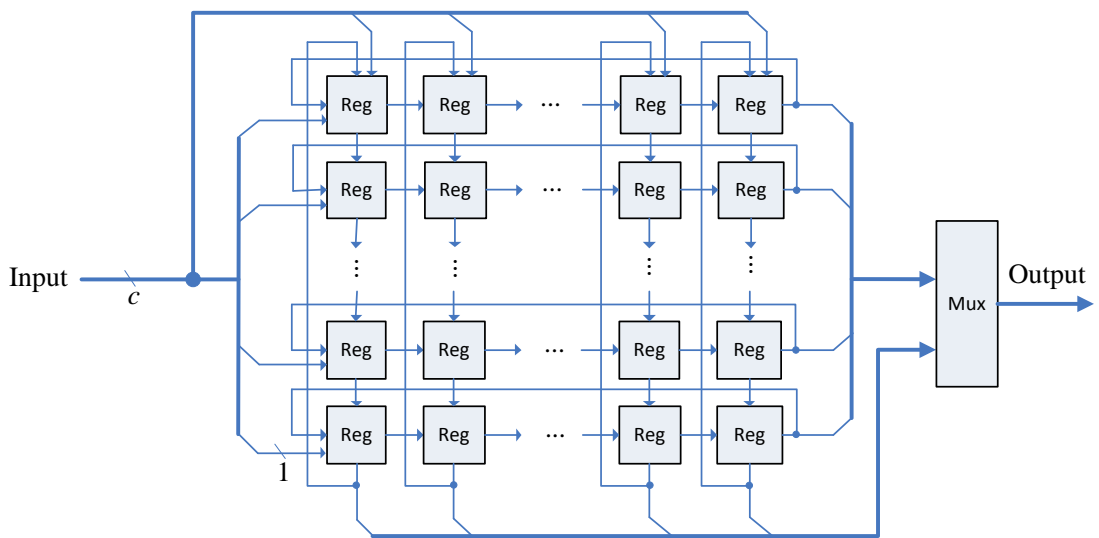 Reg Reg ... Reg Reg
Reg Reg ... Reg Reg
⋮ ⋮ ⋮ ⋮
Input
c
Mux
Output
Reg Reg ... Reg Reg
Reg Reg ... Reg Reg
1